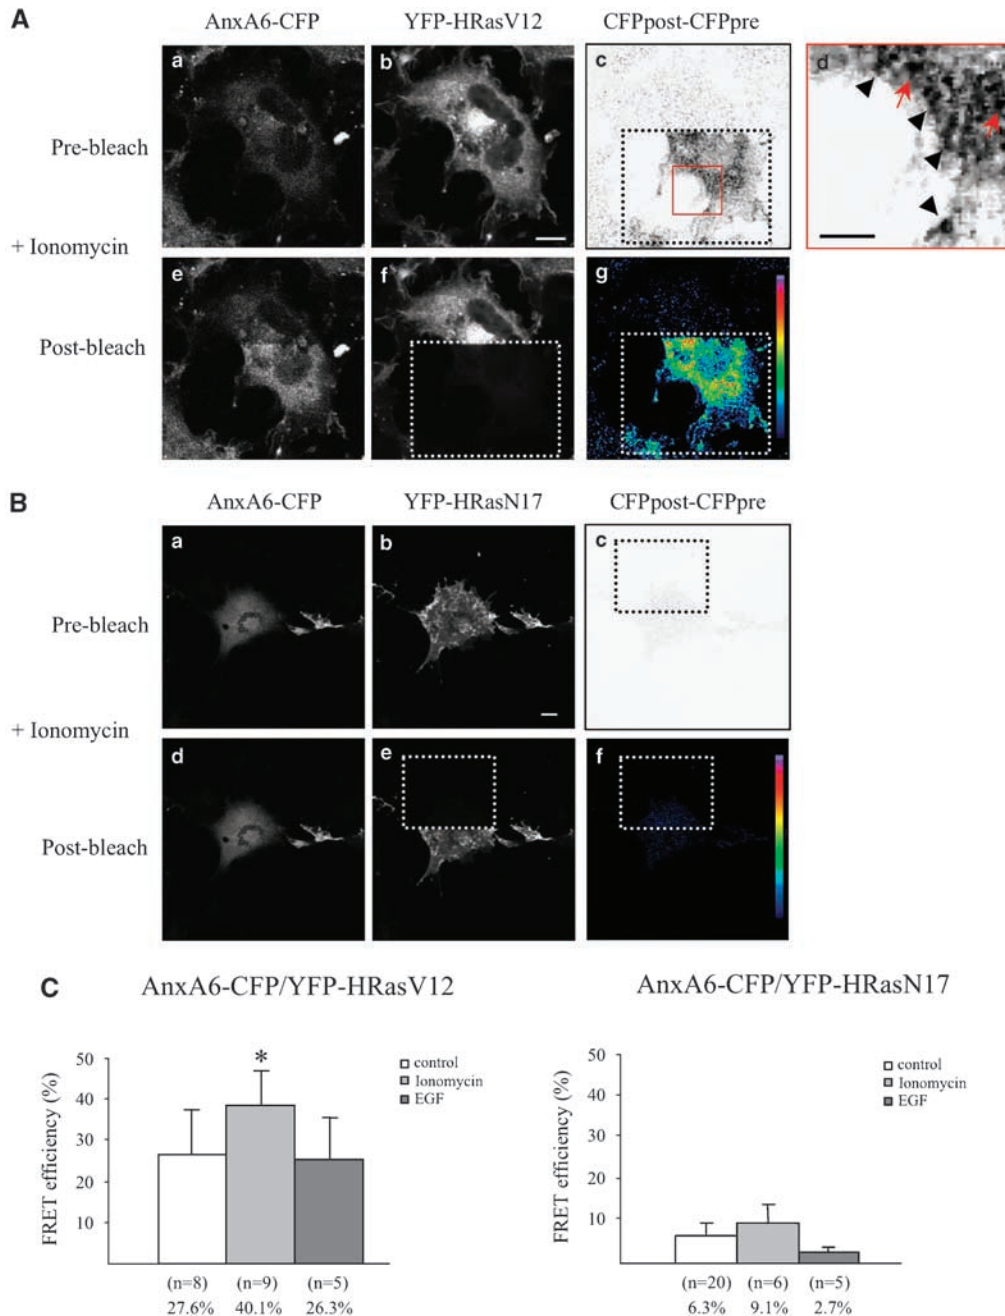 A
AnxA6-CFP YFP-HRasV12 CFPpost-CFPpre
a b c d
Pre-bleach
+ Ionomycin
e f g
Post-bleach
B
AnxA6-CFP YFP-HRasN17 CFPpost-CFPpre
a b c
Pre-bleach
+ Ionomycin
d e f
Post-bleach
C
AnxA6-CFP/YFP-HRasV12
FRET efficiency (%)
50
40
30
20
10
*
control
Ionomycin
EGF
(n=8) (n=9) (n=5)
27.6% 40.1% 26.3%
AnxA6-CFP/YFP-HRasN17
FRET efficiency (%)
50
40
30
20
10
control
Ionomycin
EGF
(n=20) (n=6) (n=5)
6.3% 9.1% 2.7%